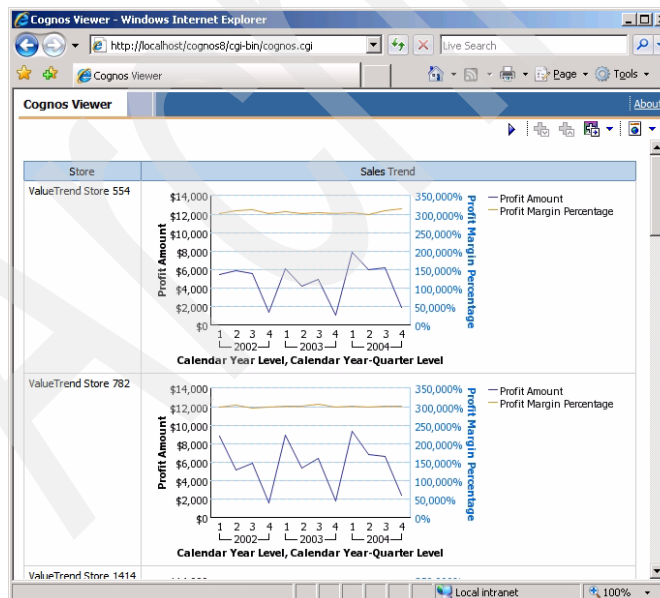 Cognos Viewer - Windows Internet Explorer
http://localhost/cognos8/cgi-bin/cognos.cgi
Live Search
Cognos Viewer
Page
Tools
Cognos Viewer
About
Store
Sales Trend
ValueTrend Store 554
$14,000
$12,000
$10,000
$8,000
$6,000
$4,000
$2,000
$0
Profit Amount
350,000%
300,000%
250,000%
200,000%
150,000%
100,000%
50,000%
0%
Profit Margin Percentage
Profit Amount
Profit Margin Percentage
1 2 3 4 1 2 3 4 1 2 3 4
2002 2003 2004
Calendar Year Level, Calendar Year-Quarter Level
ValueTrend Store 782
$14,000
$12,000
$10,000
$8,000
$6,000
$4,000
$2,000
$0
Profit Amount
350,000%
300,000%
250,000%
200,000%
150,000%
100,000%
50,000%
0%
Profit Margin Percentage
Profit Amount
Profit Margin Percentage
1 2 3 4 1 2 3 4 1 2 3 4
2002 2003 2004
Calendar Year Level, Calendar Year-Quarter Level
ValueTrend Store 1414
Local intranet
100%